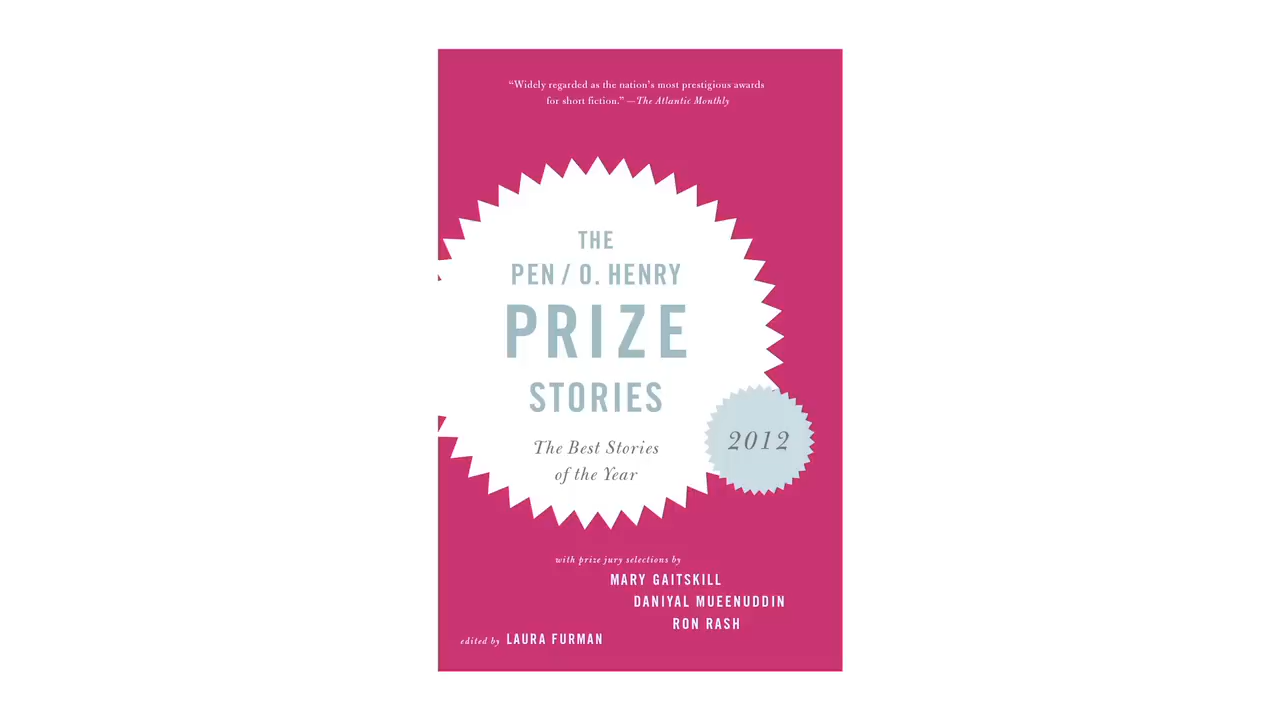 “Widely regarded as the nation's most prestigious awards
for short fiction.” —The Atlantic Monthly
THE
PEN / O. HENRY
PRIZE
STORIES
The Best Stories
of the Year
2012
with prize jury selections by
MARY GAITSKILL
DANIYAL MUEENUDDIN
RON RASH
edited by LAURA FURMAN